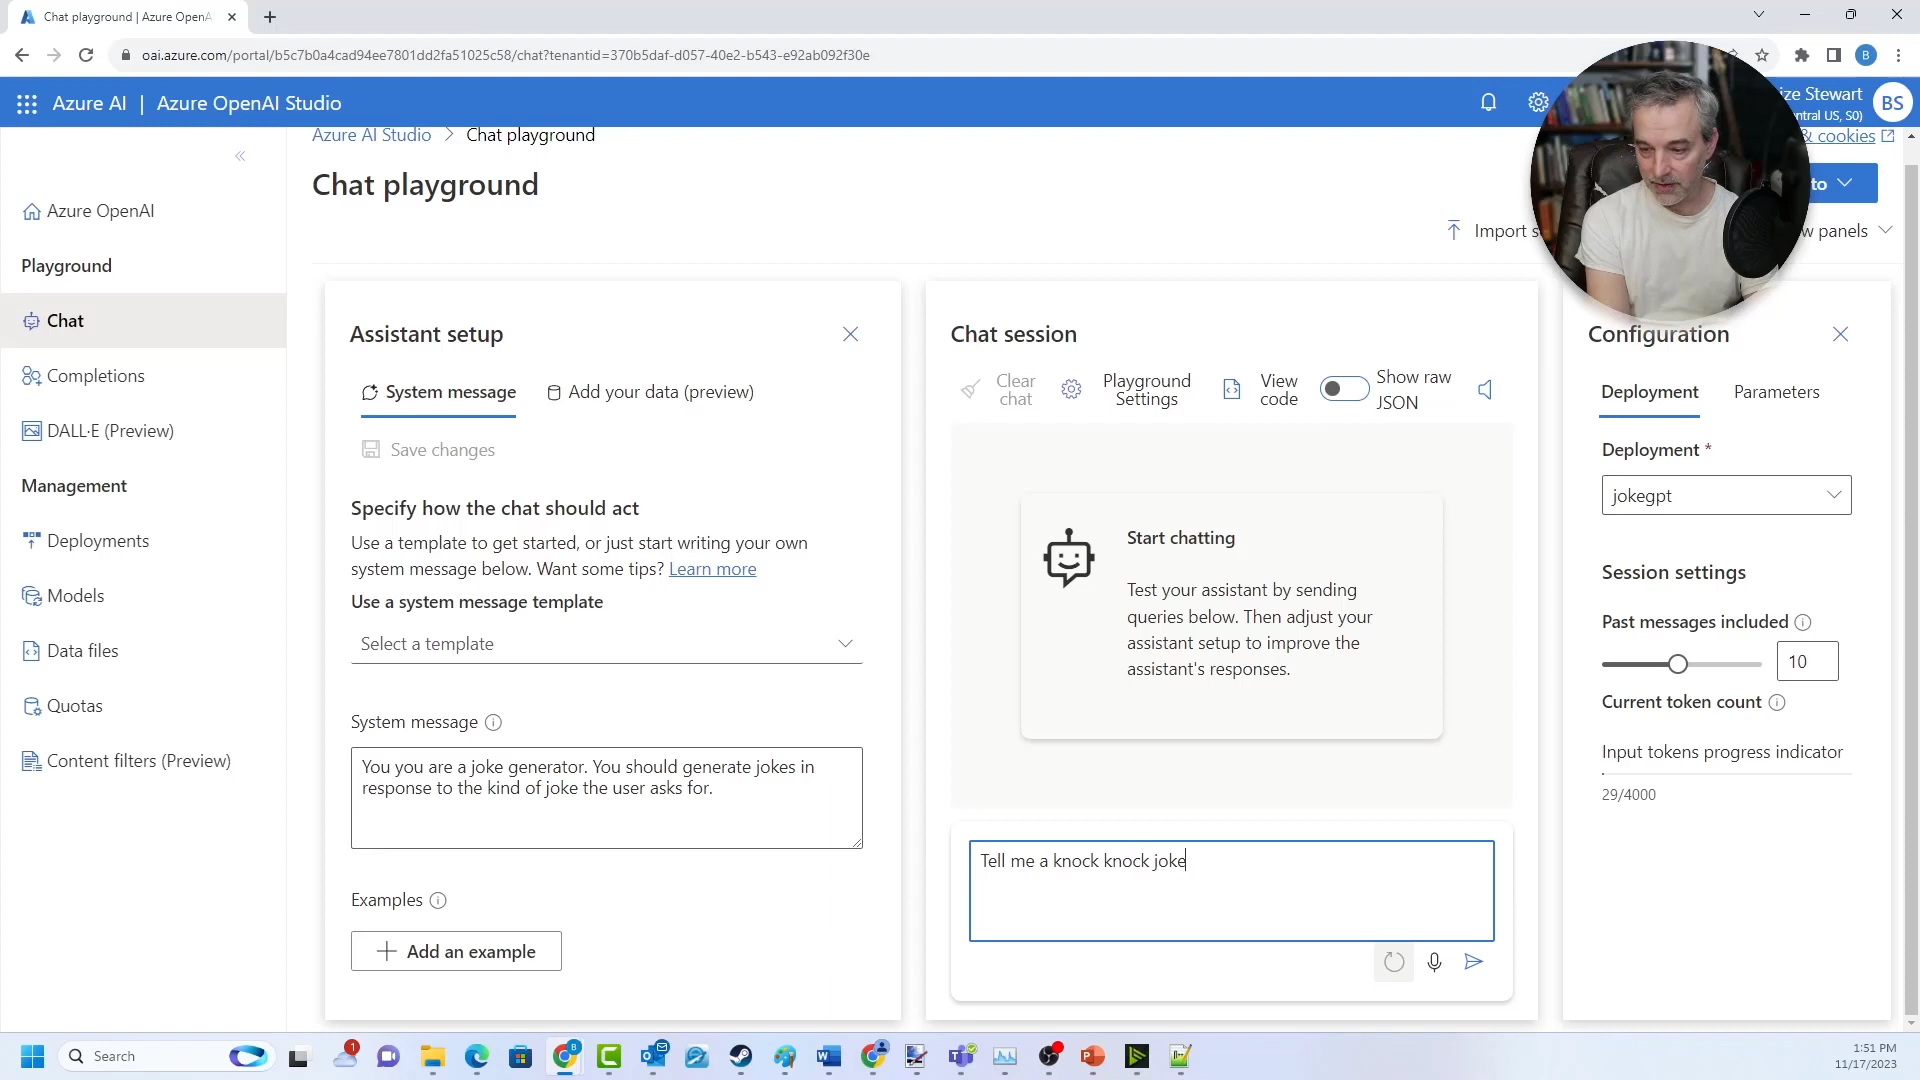 Chat playground | Azure OpenA
oai.azure.com/portal/b5c7b0a4cad94ee7801dd2fa51025c58/chat?tenantid=370b5daf-d057-40e2-b543-e92ab092f30e
B
Azure AI | Azure OpenAI Studio
ize Stewart
ntral US, S0)
BS
Azure AI Studio > Chat playground
& cookies
Chat playground
to
Import s
w panels
Azure OpenAI
Playground
Chat
Completions
DALL·E (Preview)
Management
Deployments
Models
Data files
Quotas
Content filters (Preview)
Assistant setup
System message
Add your data (preview)
Save changes
Specify how the chat should act
Use a template to get started, or just start writing your own
system message below. Want some tips? Learn more
Use a system message template
Select a template
System message
You you are a joke generator. You should generate jokes in
response to the kind of joke the user asks for.
Examples
Add an example
Chat session
Clear
chat
Playground
Settings
View
code
Show raw
JSON
Start chatting
Test your assistant by sending
queries below. Then adjust your
assistant setup to improve the
assistant's responses.
Tell me a knock knock joke
Configuration
Deployment
Parameters
Deployment *
jokegpt
Session settings
Past messages included
10
Current token count
Input tokens progress indicator
29/4000
Search
1
1:51 PM
11/17/2023